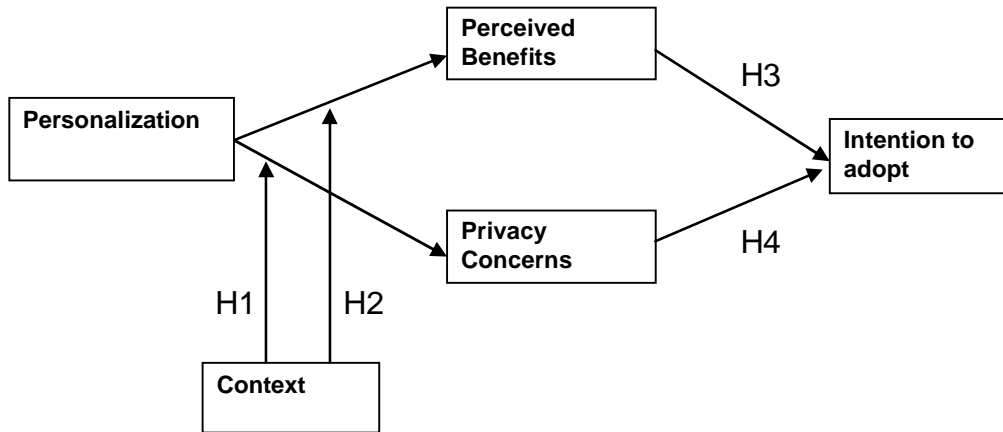 Perceived
Benefits
H3
Personalization
Intention to
adopt
Privacy
Concerns
H4
H1
H2
Context